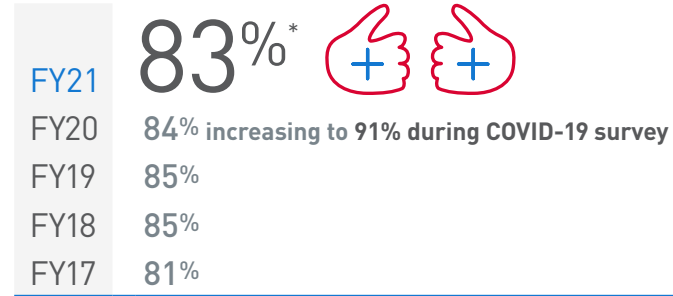 FY21 83%*
FY20 84% increasing to 91% during COVID-19 survey
FY19 85%
FY18 85%
FY17 81%